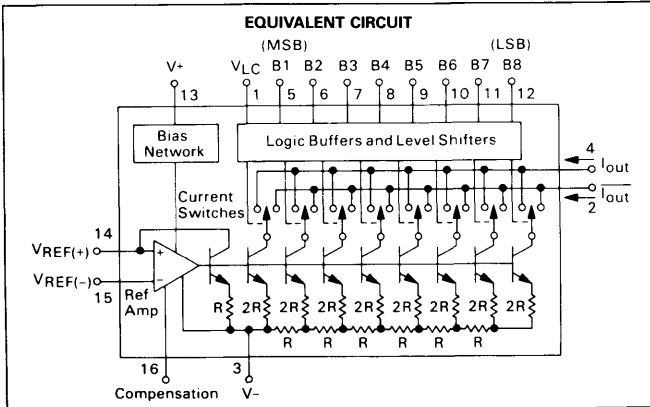 EQUIVALENT CIRCUIT
(MSB) (LSB)
V+ VLC B1 B2 B3 B4 B5 B6 B7 B8
13 1 5 6 7 8 9 10 11 12
Bias
Network
Logic Buffers and Level Shifters
4
Iout
Iout
2
Current
Switches
14
VREF(+)
+
VREF(-)
-
15
Ref
Amp
R 2R 2R 2R 2R 2R 2R 2R 2R
R R R R R R
16 3
Compensation V-